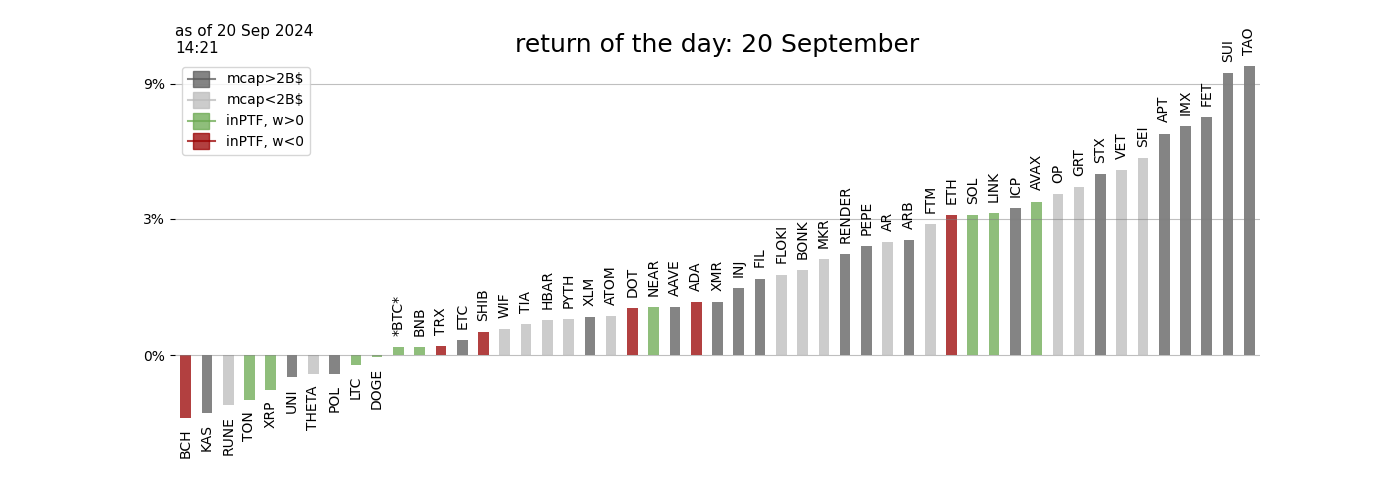 as of 20 Sep 2024
14:21
return of the day: 20 September
9%
3%
0%
mcap>2B$
mcap<2B$
inPTF, w>0
inPTF, w<0
BCH
KAS
RUNE
TON
XRP
UNI
THETA
POL
LTC
DOGE
*BTC*
BNB
TRX
ETC
SHIB
WIF
TIA
HBAR
PYTH
XLM
ATOM
DOT
NEAR
AAVE
ADA
XMR
INJ
FIL
FLOKI
BONK
MKR
RENDER
PEPE
AR
ARB
FTM
ETH
SOL
LINK
ICP
AVAX
OP
GRT
STX
VET
SEI
APT
IMX
FET
SUI
TAO